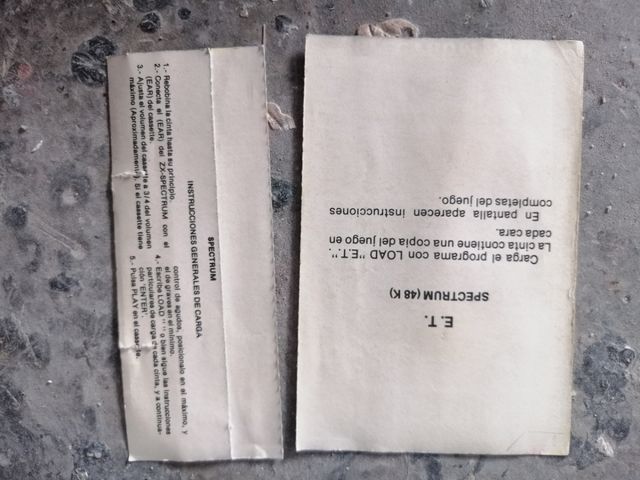 SPECTRUM
INSTRUCCIONES GENERALES DE CARGA
1.- Rebobina la cinta hasta su principio.
2.- Conecta el (EAR) del ZX-SPECTRUM con el
(EAR) del cassette.
3.- Ajusta el volumen del cassette a 3/4 del volumen
máximo (Aproximadamente). Si el cassette tiene
control de agudos, posicionalo en el máximo, y
el de graves en el mínimo.
4.- Escribe LOAD " " o bien sigue las instrucciones
particulares de carga de cada cinta, y a continua-
ción "ENTER".
5.- Pulsa PLAY en el cassette.
E. T.
SPECTRUM (48 K)
Carga el programa con LOAD "E.T.".
La cinta contiene una copia del juego en
cada cara.
En pantalla aparecen instrucciones
completas del juego.